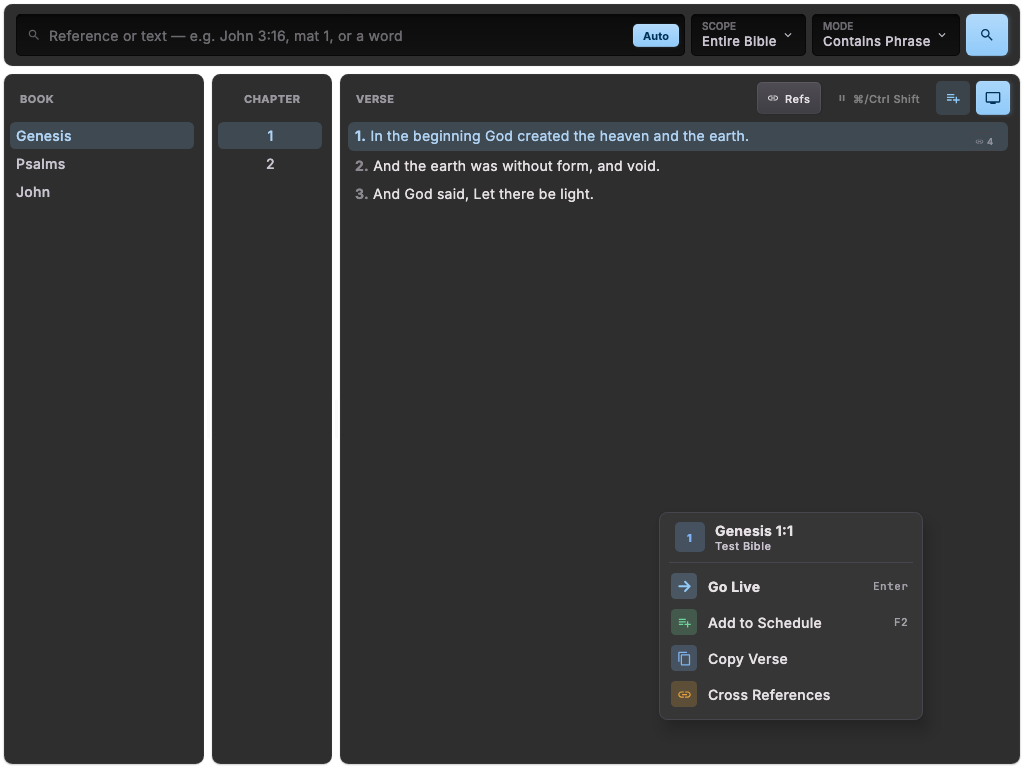 Reference or text — e.g. John 3:16, mat 1, or a word
Auto
SCOPE
Entire Bible
MODE
Contains Phrase
BOOK
Genesis
Psalms
John
CHAPTER
1
2
VERSE
Refs
⌘/Ctrl Shift
1. In the beginning God created the heaven and the earth.
4
2. And the earth was without form, and void.
3. And God said, Let there be light.
1
Genesis 1:1
Test Bible
Go Live Enter
Add to Schedule F2
Copy Verse
Cross References